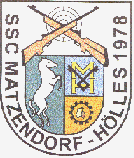 SSC MATZENDORF - HÖLLES 1978